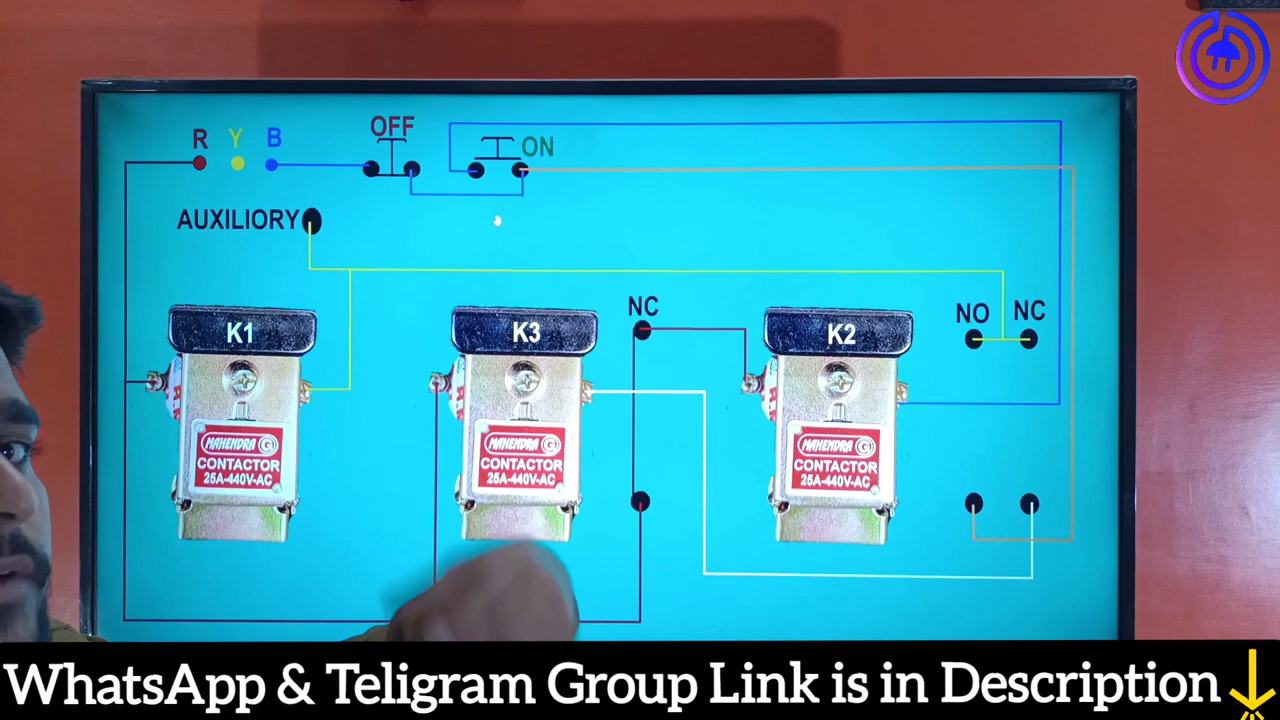 R Y B OFF ON
AUXILIORY
K1 K3 NC K2 NO NC
MAHENDRA G
CONTACTOR
25A-440V-AC
MAHENDRA G
CONTACTOR
25A-440V-AC
MAHENDRA G
CONTACTOR
25A-440V-AC
WhatsApp & Teligram Group Link is in Description